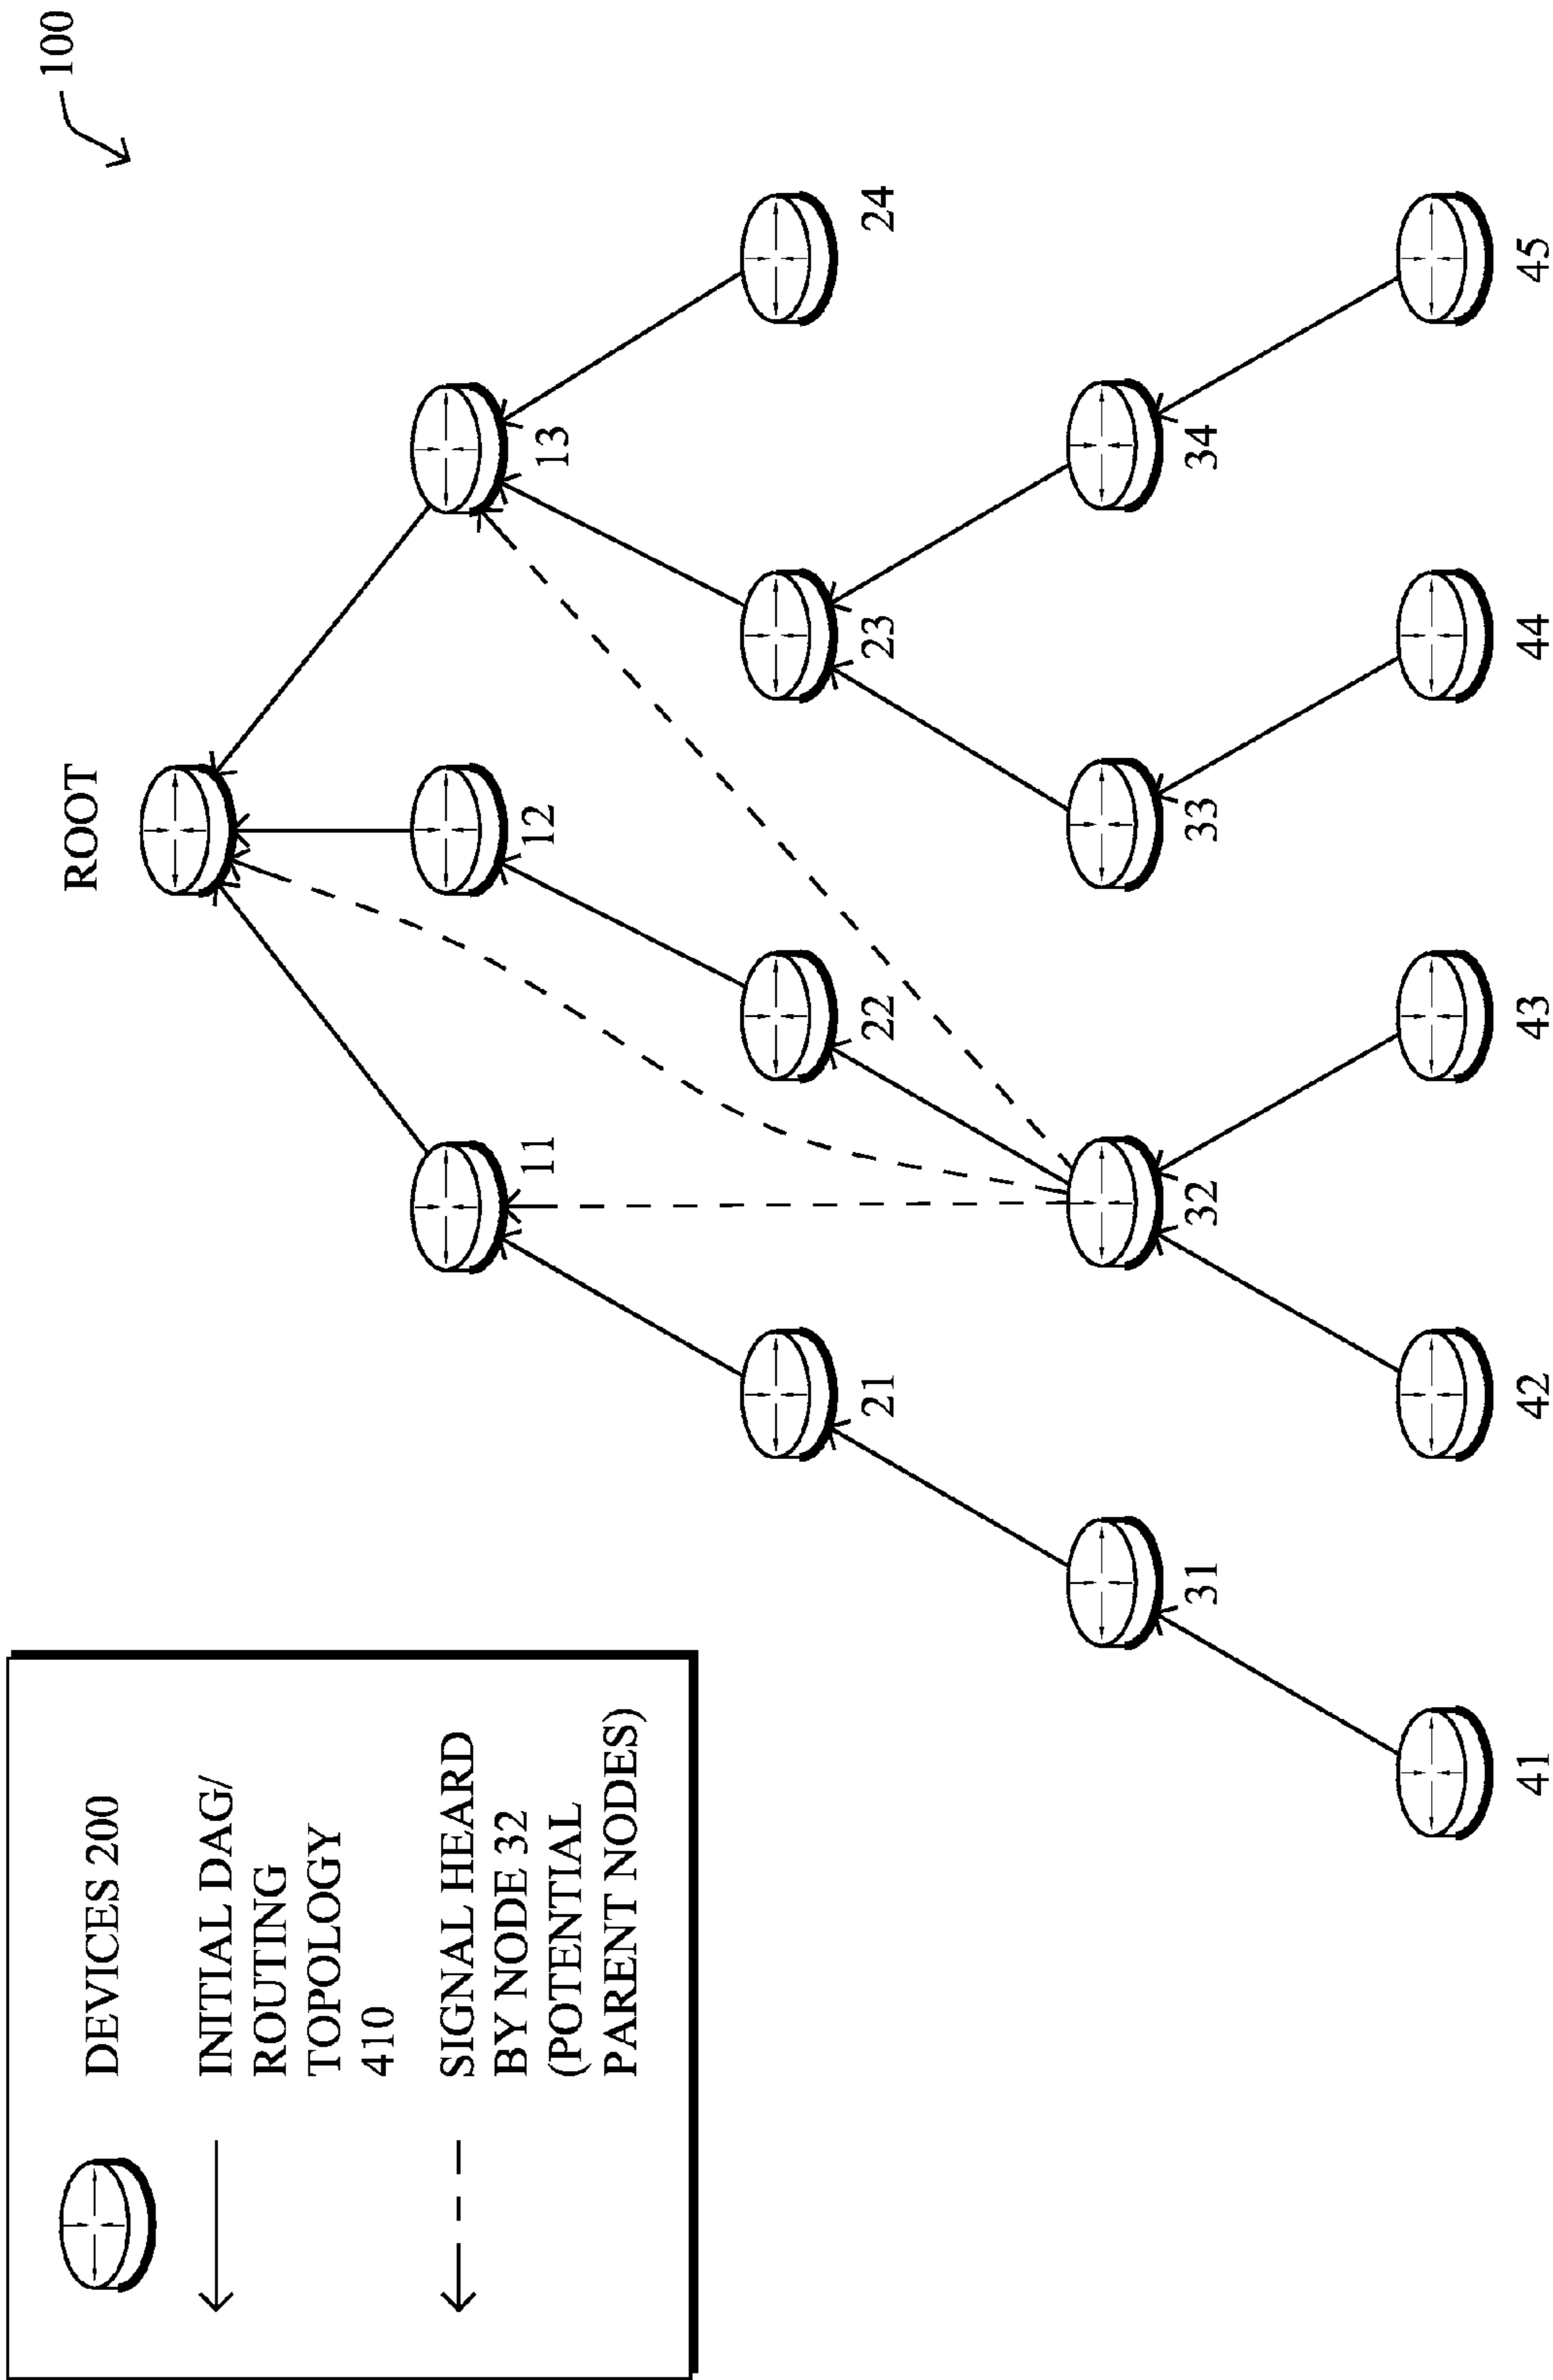 DEVICES 200
INITIAL DAG/
ROUTING
TOPOLOGY
410
SIGNAL HEARD
BY NODE 32
(POTENTIAL
PARENT NODES)
100
ROOT
11
12
13
21
22
23
24
31
32
33
34
41
42
43
44
45